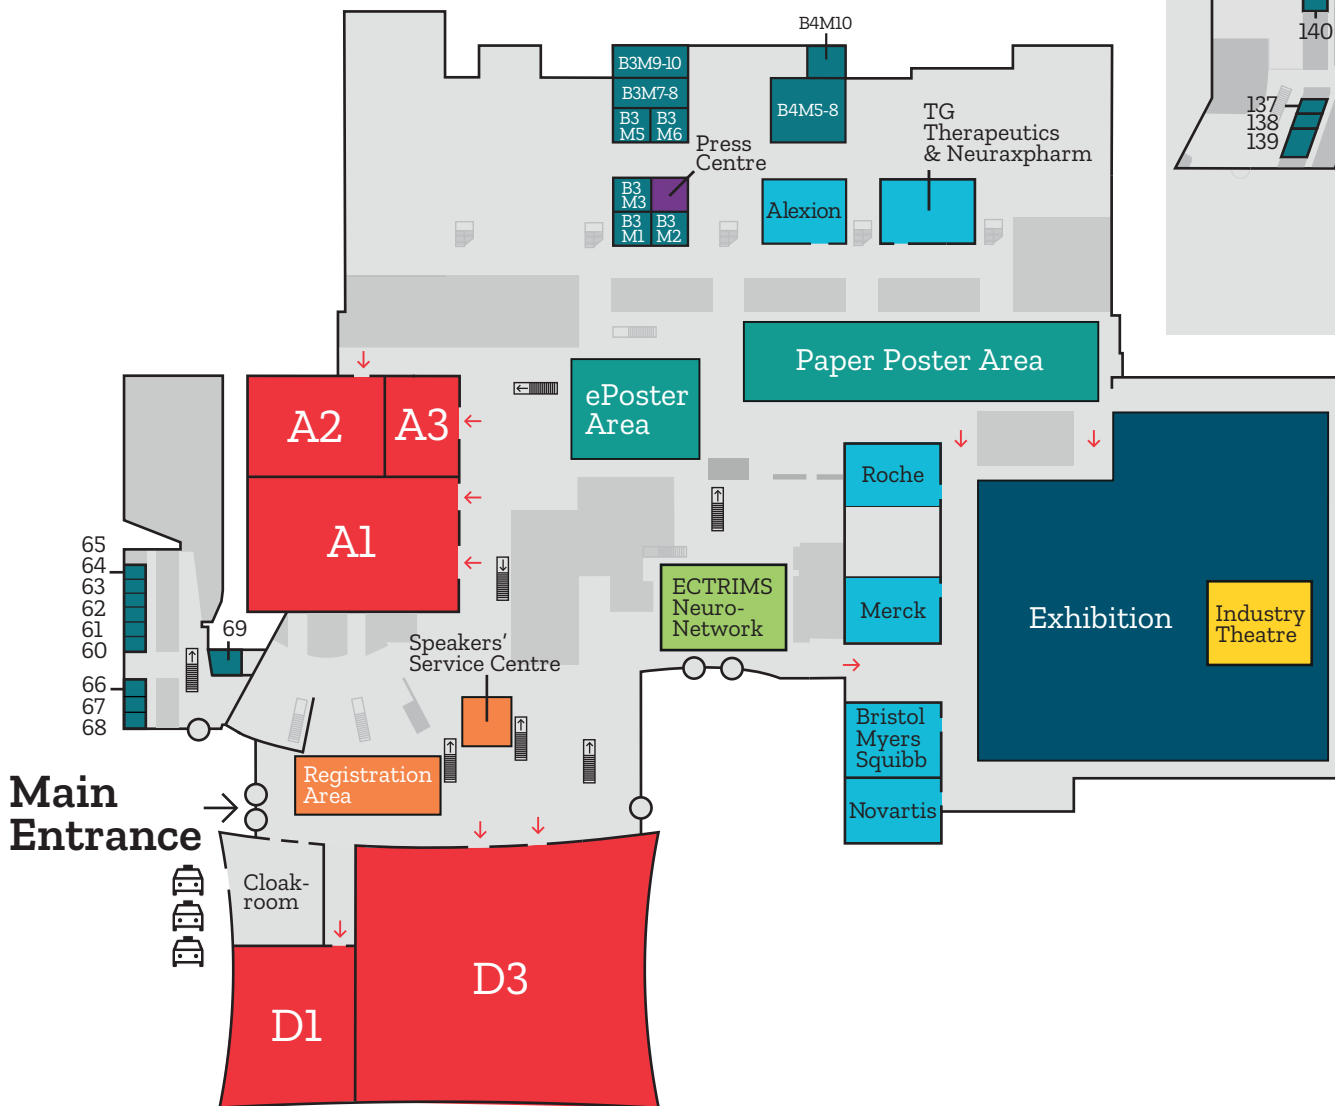 B4M10
140
B3M9-10
B3M7-8
B3
M5
B3
M6
B4M5-8
TG
Therapeutics
& Neuraxpharm
137
138
139
Press
Centre
B3
M3
B3
M1
B3
M2
Alexion
Paper Poster Area
ePoster
Area
A2
A3
A1
Roche
65
64
63
62
61
60
69
66
67
68
ECTRIMS
Neuro-
Network
Merck
Exhibition
Industry
Theatre
Speakers’
Service Centre
Bristol
Myers
Squibb
Registration
Area
Novartis
Main
Entrance
Cloak-
room
D3
D1